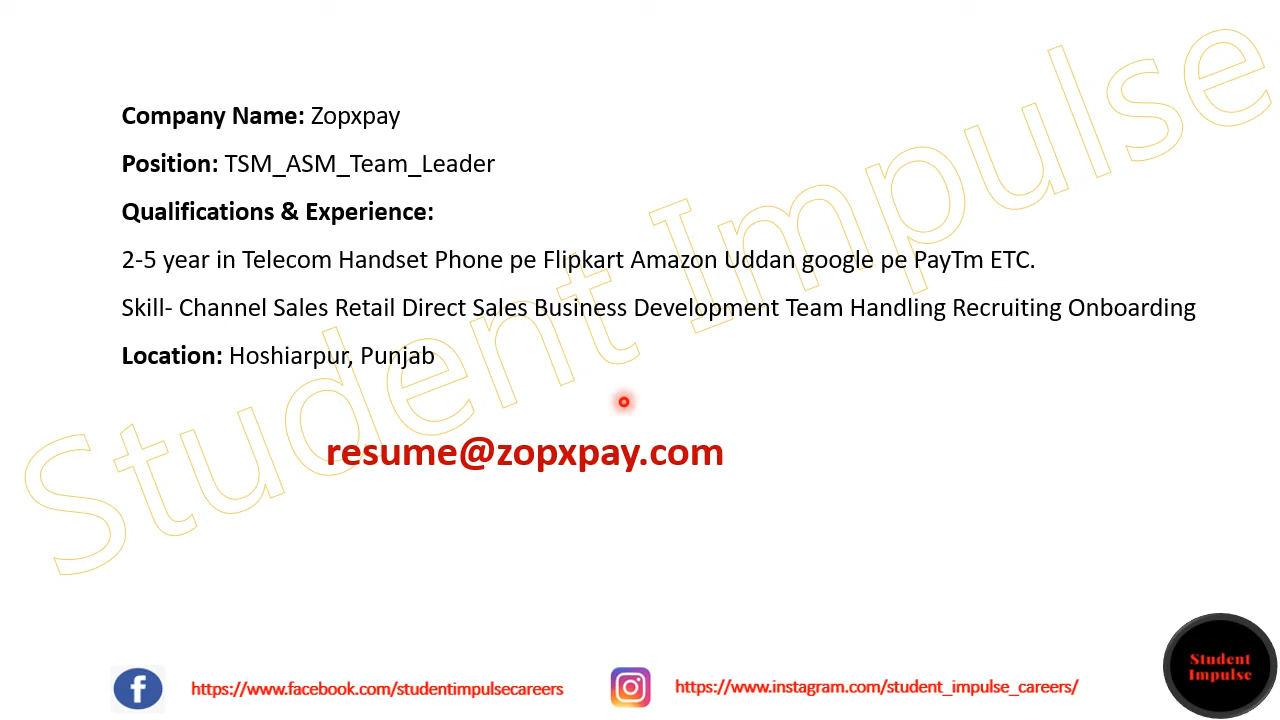 Company Name: Zopxpay
Position: TSM_ASM_Team_Leader
Qualifications & Experience:
2-5 year in Telecom Handset Phone pe Flipkart Amazon Uddan google pe PayTm ETC.
Skill- Channel Sales Retail Direct Sales Business Development Team Handling Recruiting Onboarding
Location: Hoshiarpur, Punjab
resume@zopxpay.com
Student Impulse
https://www.facebook.com/studentimpulsecareers
https://www.instagram.com/student_impulse_careers/
Student
Impulse